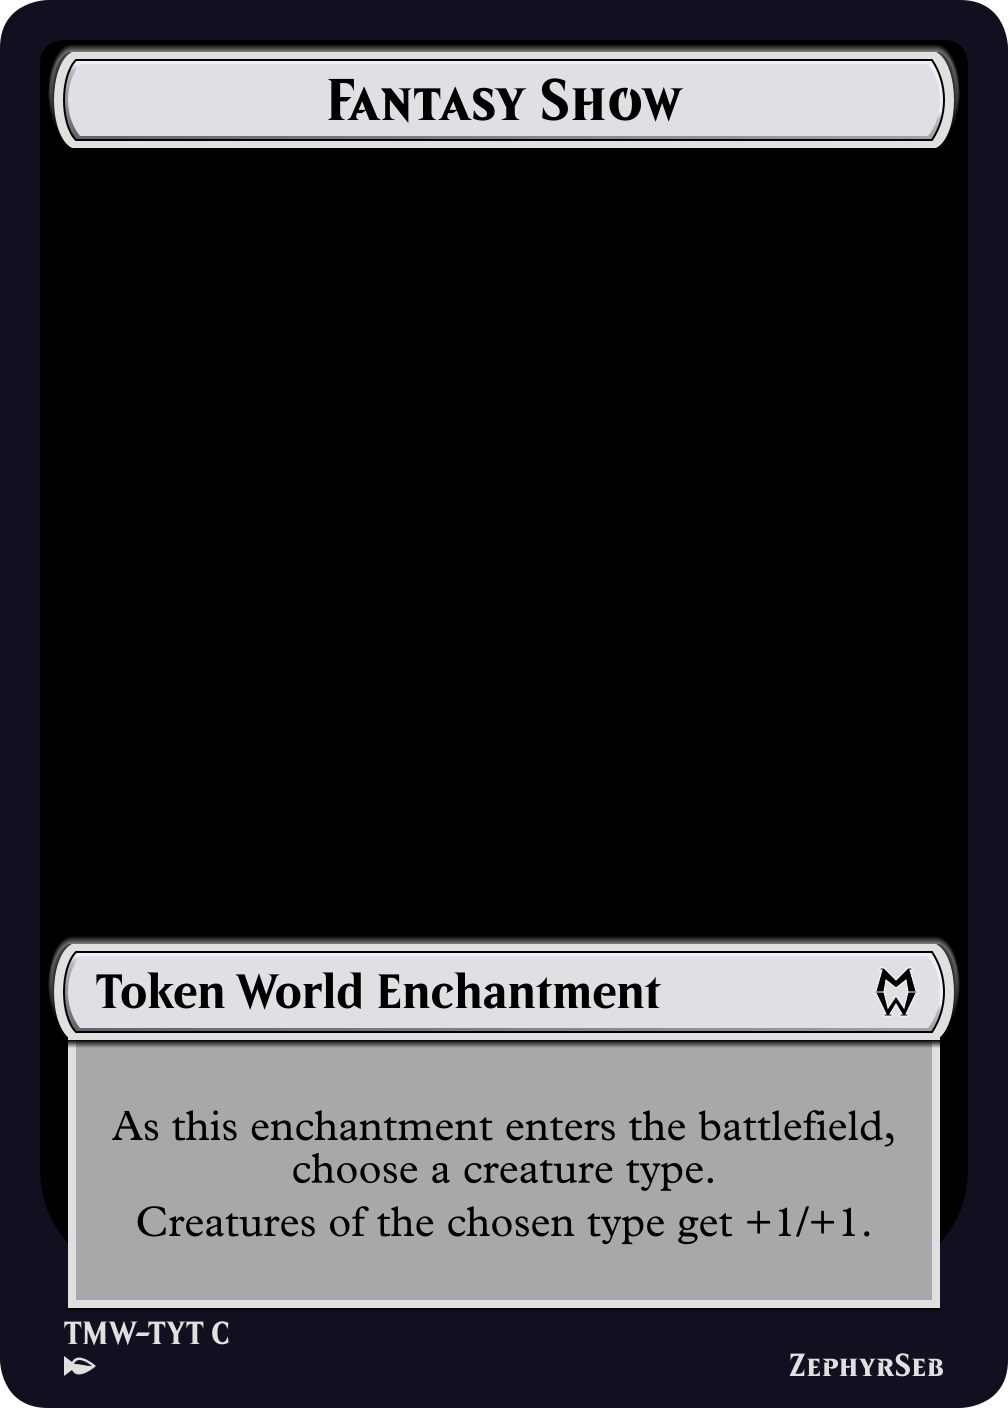 Fantasy Show
Token World Enchantment
As this enchantment enters the battlefield,
choose a creature type.
Creatures of the chosen type get +1/+1.
TMW–TYT C
ZephyrSeb